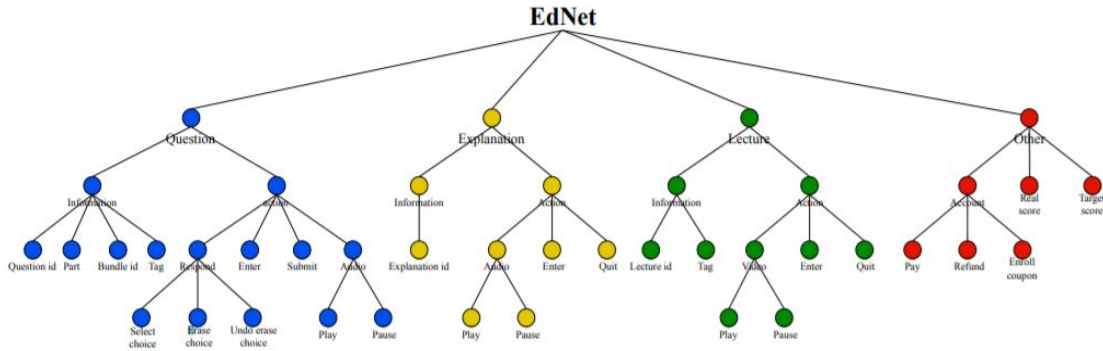 EdNet
Question
Explanation
Lecture
Other
Information
action
Information
Action
Information
Action
Account
Real
score
Target
score
Question id
Part
Bundle id
Tag
Respond
Enter
Submit
Audio
Explanation id
Audio
Enter
Quit
Lecture id
Tag
Video
Enter
Quit
Pay
Refund
Enroll
coupon
Select
choice
Erase
choice
Undo erase
choice
Play
Pause
Play
Pause
Play
Pause